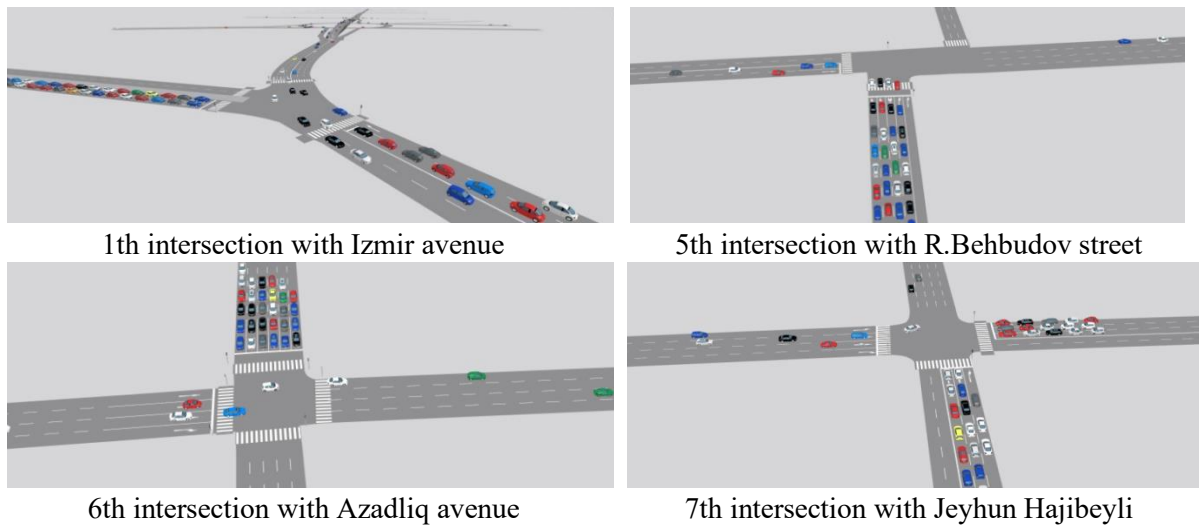 1th intersection with Izmir avenue
5th intersection with R.Behbudov street
6th intersection with Azadliq avenue
7th intersection with Jeyhun Hajibeyli